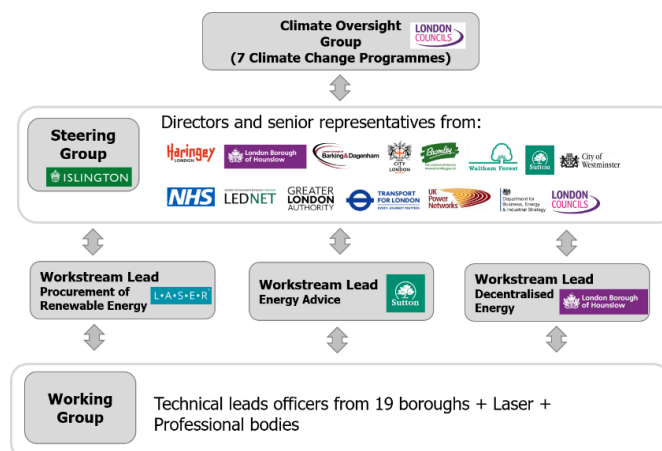 Climate Oversight
Group
(7 Climate Change Programmes)
LONDON
COUNCILS
Steering
Group
ISLINGTON
Directors and senior representatives from:
Haringey
LONDON
London Borough
of Hounslow
Barking & Dagenham
CITY
LONDON
Bromley
Waltham Forest
Sutton
City of
Westminster
NHS
LEDNET
GREATER
LONDON
AUTHORITY
TRANSPORT
FOR LONDON
EVERY JOURNEY MATTERS
UK
Power
Networks
Department for
Business, Energy
& Industrial Strategy
LONDON
COUNCILS
Workstream Lead
Procurement of
Renewable Energy
L•A•S•E•R
Workstream Lead
Energy Advice
Sutton
Workstream Lead
Decentralised
Energy
London Borough
of Hounslow
Working
Group
Technical leads officers from 19 boroughs + Laser +
Professional bodies